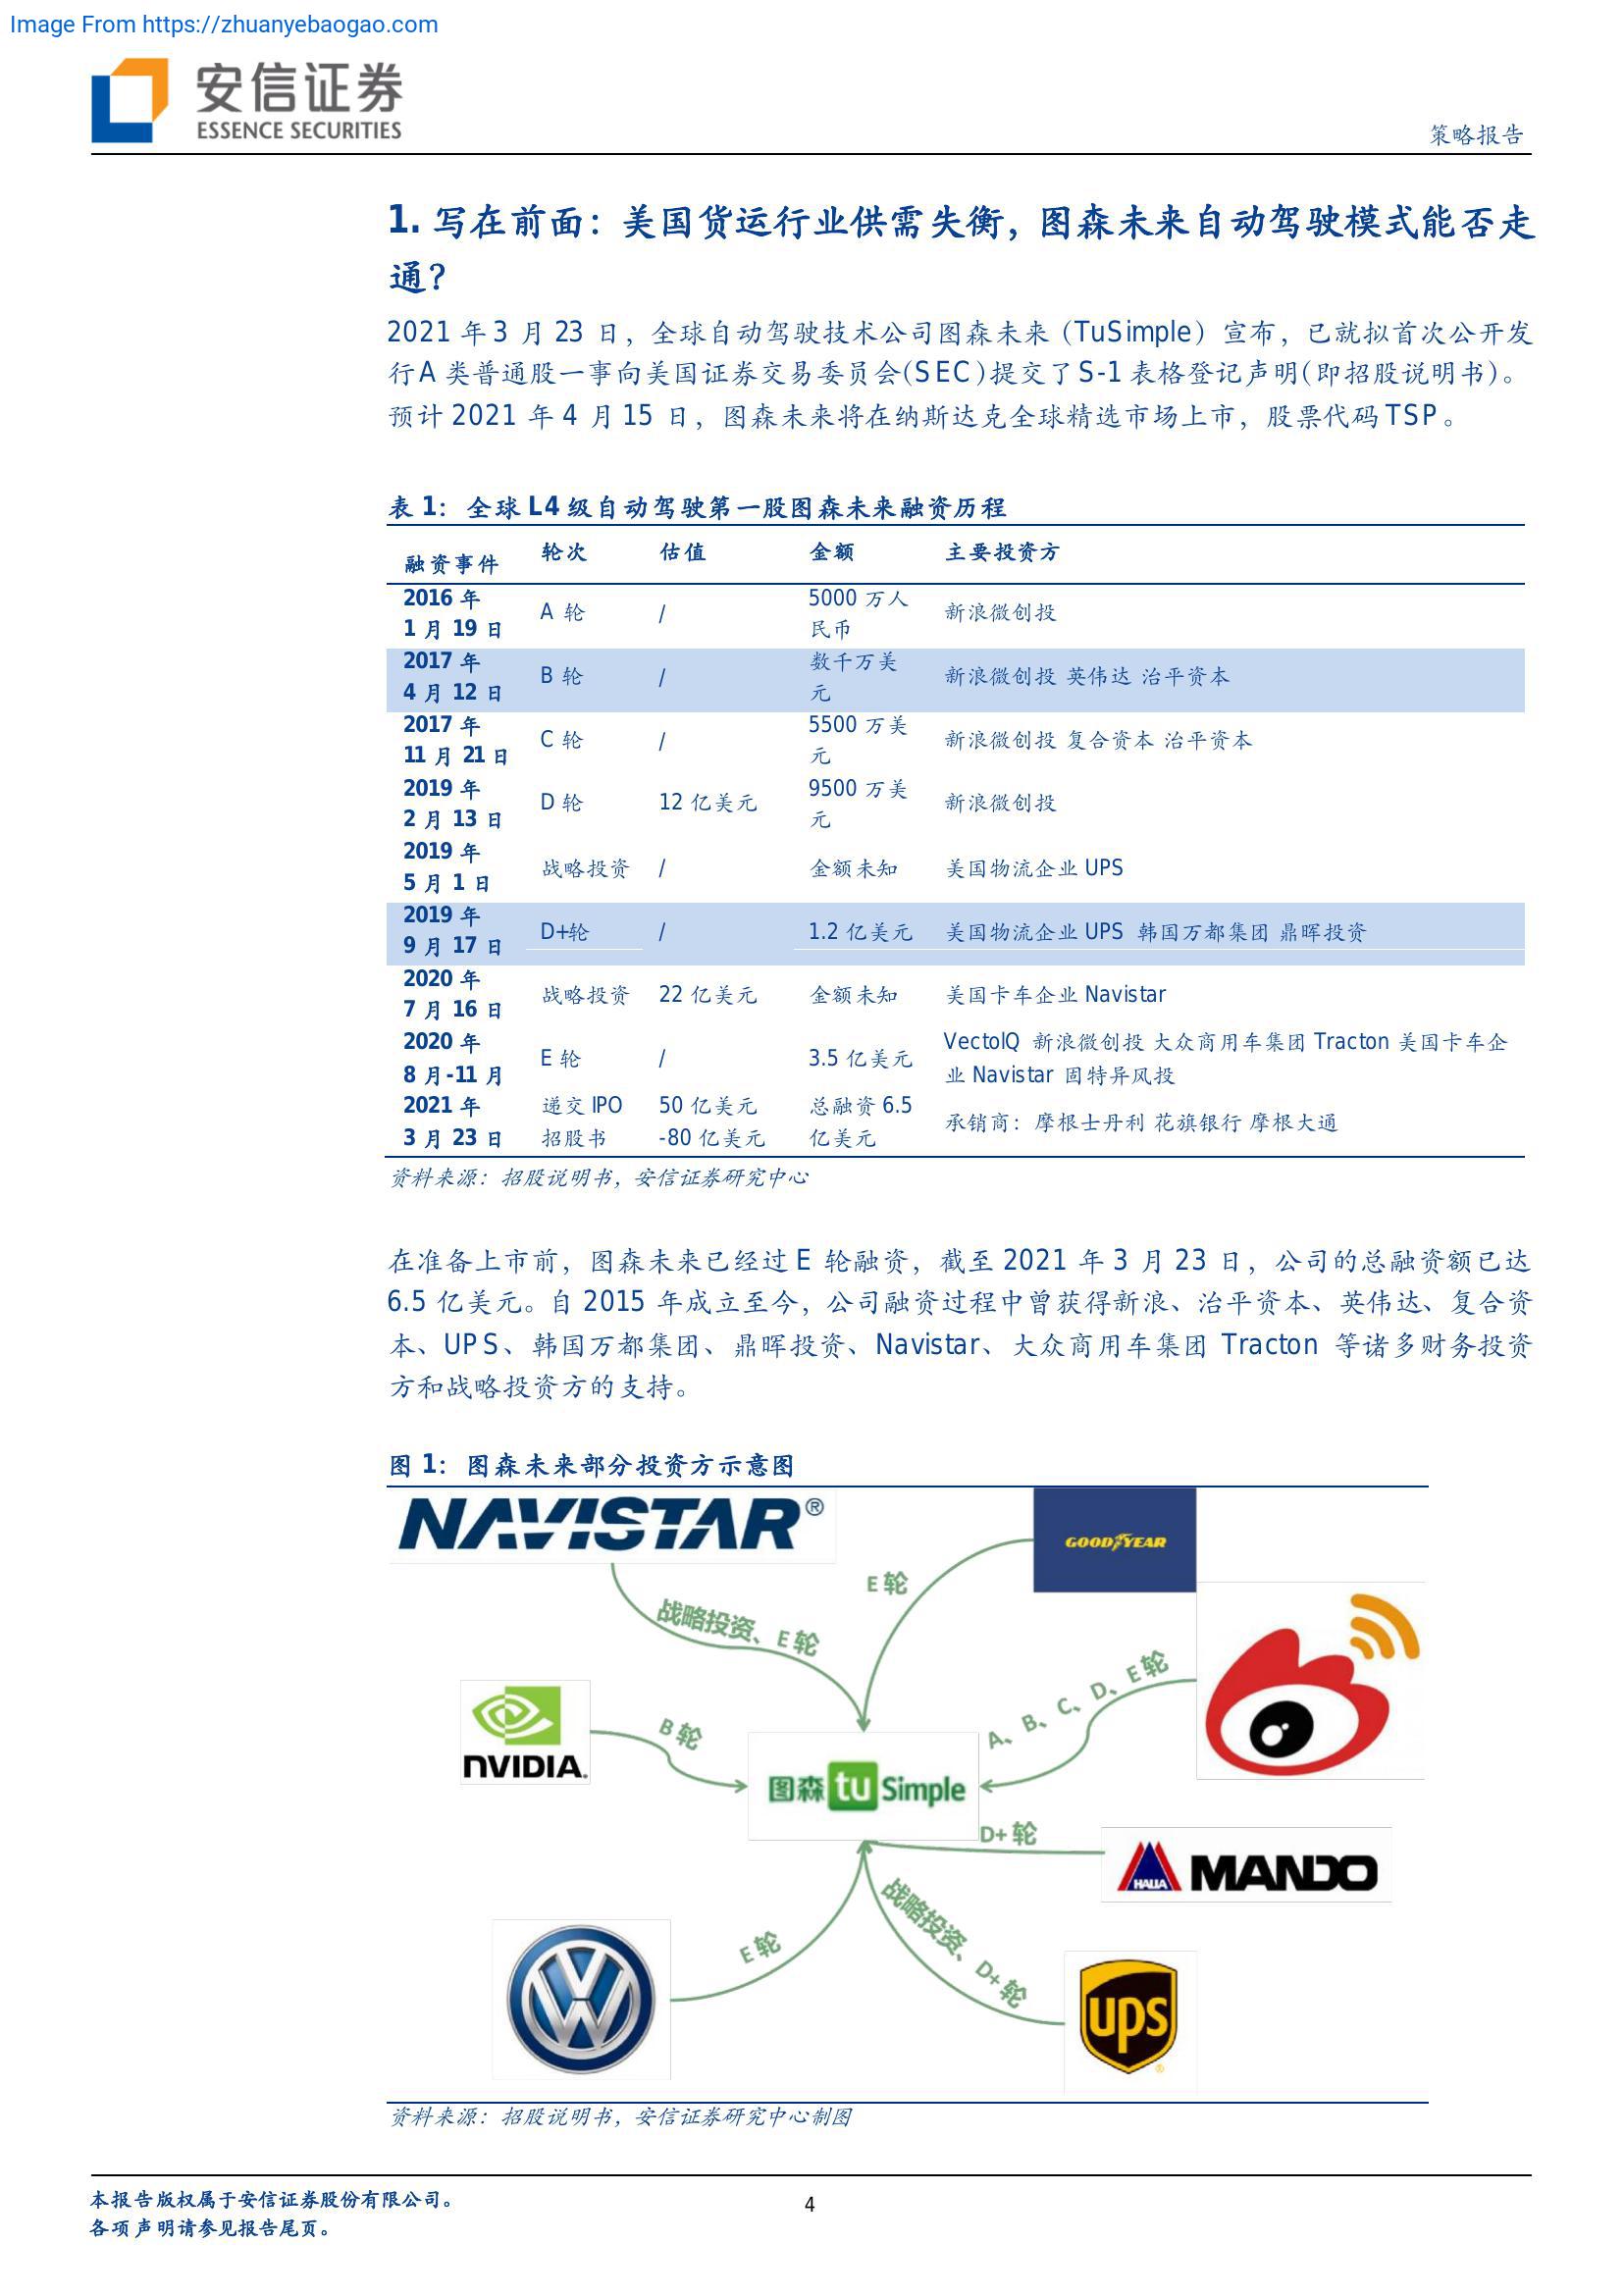 Image From https://zhuanyebaogao.com
安信证券
ESSENCE SECURITIES
策略报告
1. 写在前面：美国货运行业供需失衡，图森未来自动驾驶模式能否走
通？
2021 年 3 月 23 日，全球自动驾驶技术公司图森未来（TuSimple）宣布，已就拟首次公开发
行 A 类普通股一事向美国证券交易委员会(SEC)提交了 S-1 表格登记声明(即招股说明书)。
预计 2021 年 4 月 15 日，图森未来将在纳斯达克全球精选市场上市，股票代码 TSP。
表 1：全球 L4 级自动驾驶第一股图森未来融资历程
融资事件 轮次 估值 金额 主要投资方
2016 年
1 月 19 日 A 轮 / 5000 万人
民币 新浪微创投
2017 年
4 月 12 日 B 轮 / 数千万美
元 新浪微创投 英伟达 治平资本
2017 年
11 月 21 日 C 轮 / 5500 万美
元 新浪微创投 复合资本 治平资本
2019 年
2 月 13 日 D 轮 12 亿美元 9500 万美
元 新浪微创投
2019 年
5 月 1 日 战略投资 / 金额未知 美国物流企业 UPS
2019 年
9 月 17 日 D+轮 / 1.2 亿美元 美国物流企业 UPS 韩国万都集团 鼎晖投资
2020 年
7 月 16 日 战略投资 22 亿美元 金额未知 美国卡车企业 Navistar
2020 年
8 月-11 月 E 轮 / 3.5 亿美元 VectoIQ 新浪微创投 大众商用车集团 Tracton 美国卡车企
业 Navistar 固特异风投
2021 年
3 月 23 日 递交 IPO
招股书 50 亿美元
-80 亿美元 总融资 6.5
亿美元 承销商：摩根士丹利 花旗银行 摩根大通
资料来源：招股说明书，安信证券研究中心
在准备上市前，图森未来已经过 E 轮融资，截至 2021 年 3 月 23 日，公司的总融资额已达
6.5 亿美元。自 2015 年成立至今，公司融资过程中曾获得新浪、治平资本、英伟达、复合资
本、UPS、韩国万都集团、鼎晖投资、Navistar、大众商用车集团 Tracton 等诸多财务投资
方和战略投资方的支持。
图 1：图森未来部分投资方示意图
NAVISTAR®
GOODYEAR
E 轮
战略投资、E 轮
A、B、C、D、E 轮
NVIDIA.
B 轮
图森 tu Simple
D+ 轮
HALLA MANDO
战略投资、D+ 轮
E 轮
ups
资料来源：招股说明书，安信证券研究中心制图
本报告版权属于安信证券股份有限公司。
4
各项声明请参见报告尾页。